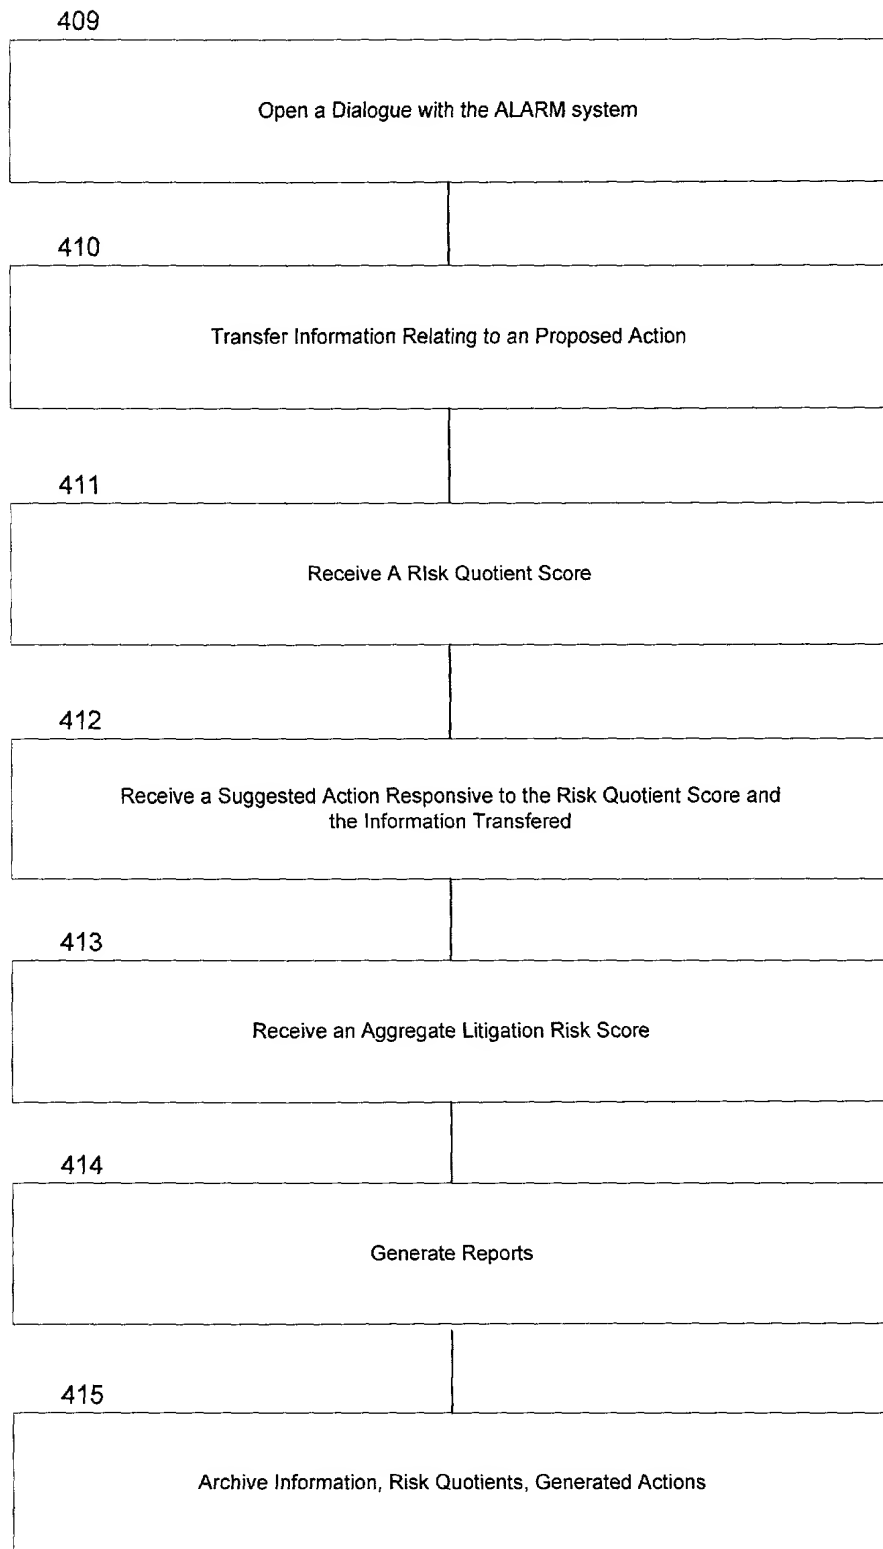 409
Open a Dialogue with the ALARM system
410
Transfer Information Relating to an Proposed Action
411
Receive A RIsk Quotient Score
412
Receive a Suggested Action Responsive to the Risk Quotient Score and
the Information Transfered
413
Receive an Aggregate Litigation Risk Score
414
Generate Reports
415
Archive Information, Risk Quotients, Generated Actions